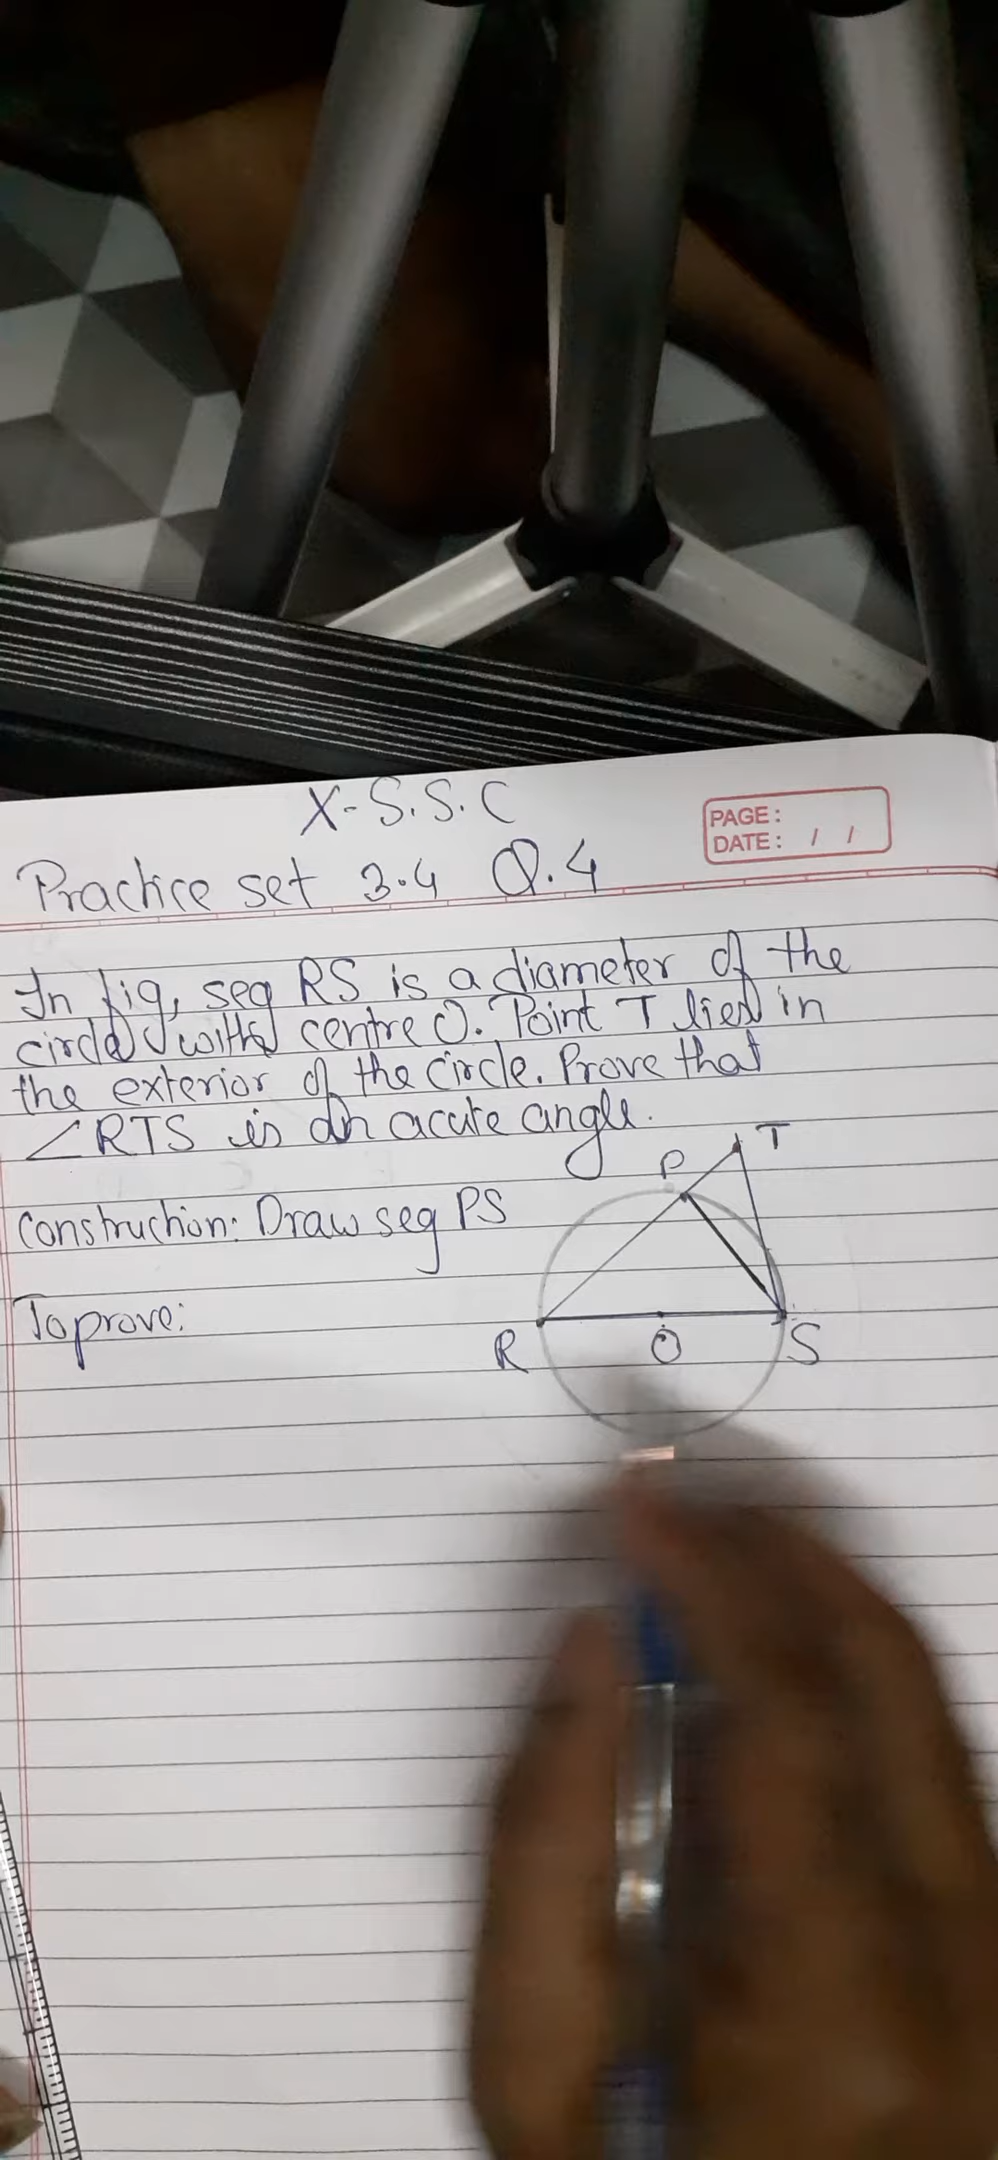 X-S.S.C
PAGE:
DATE: / /
Practice set 3.4 Q.4
In fig, seg RS is a diameter of the
circle with centre O. Point T lies in
the exterior of the circle. Prove that
∠RTS is an acute angle.
T
P
Construction: Draw seg PS
To prove:
R
O
S